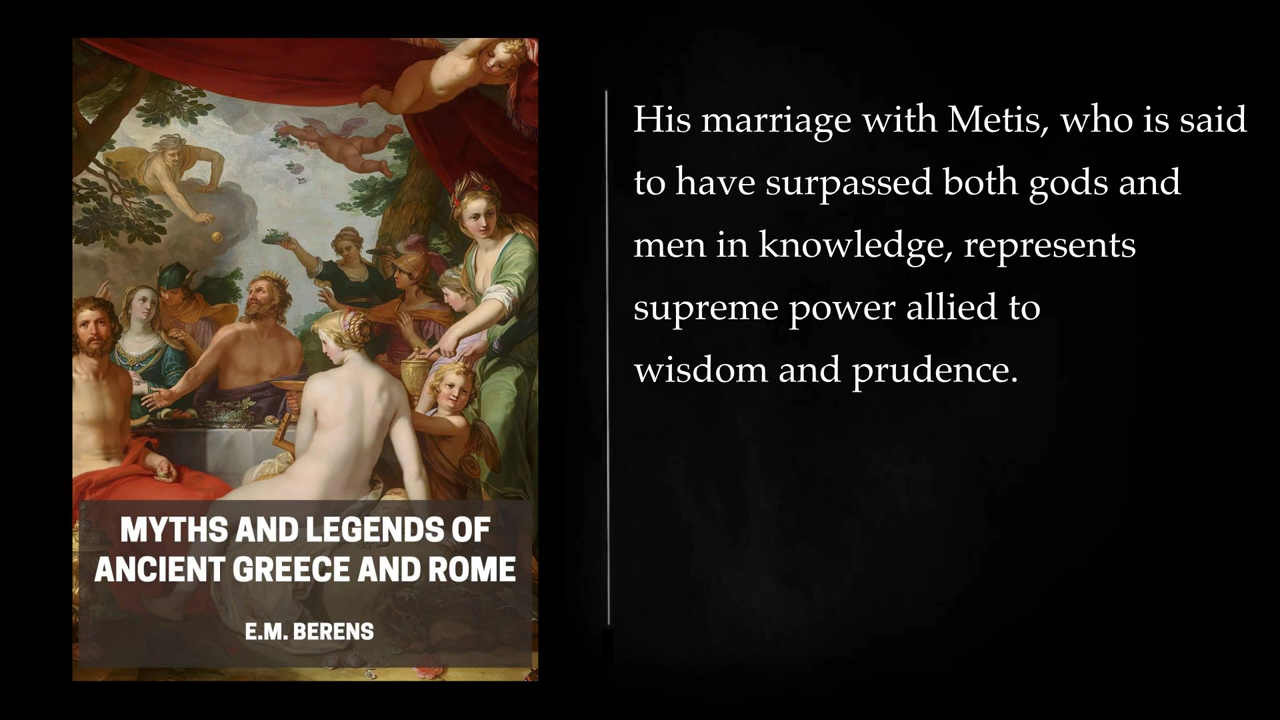 MYTHS AND LEGENDS OF
ANCIENT GREECE AND ROME
E.M. BERENS
His marriage with Metis, who is said
to have surpassed both gods and
men in knowledge, represents
supreme power allied to
wisdom and prudence.